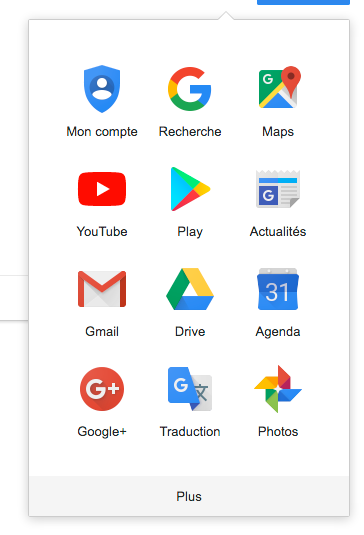 Mon compte Recherche Maps
YouTube Play Actualités
31
Gmail Drive Agenda
G+
Google+ Traduction Photos
Plus